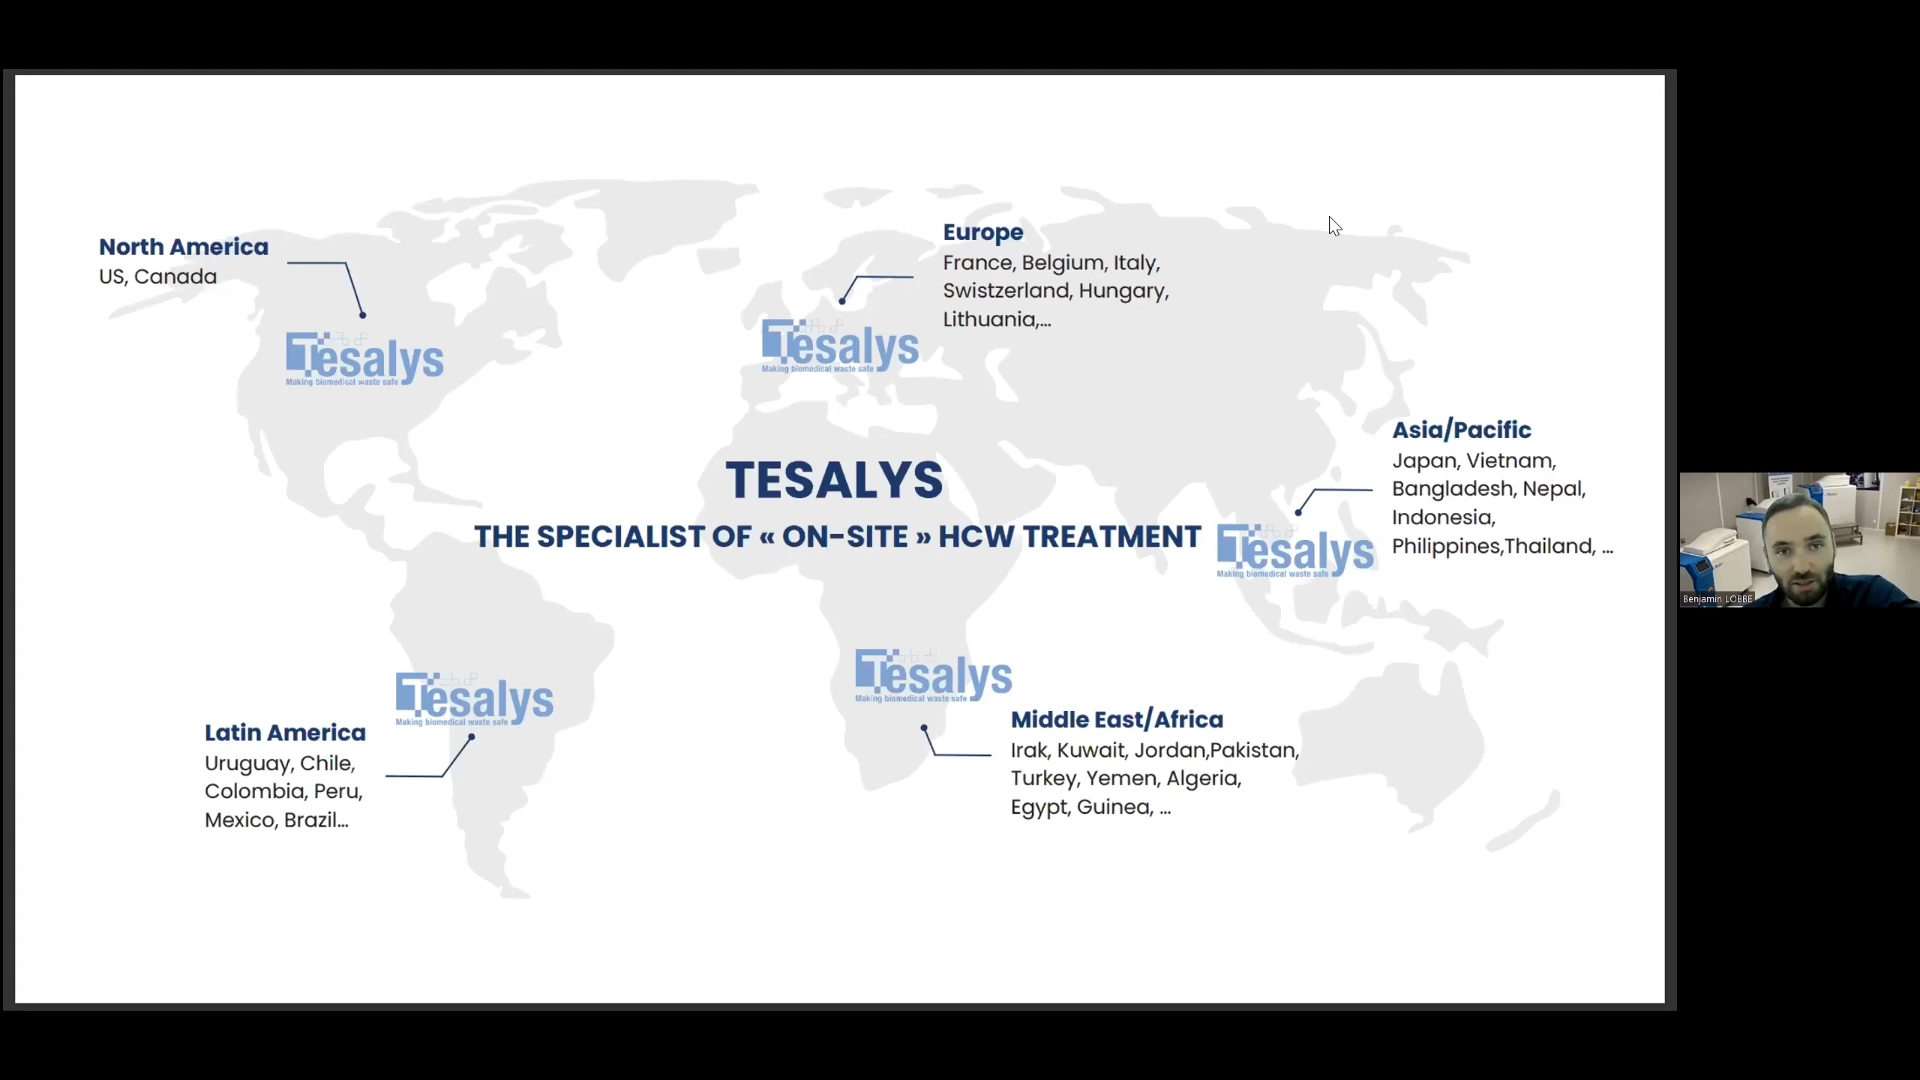 North America
US, Canada
Tesalys
Making biomedical waste safe
Europe
France, Belgium, Italy,
Swistzerland, Hungary,
Lithuania,...
Tesalys
Making biomedical waste safe
TESALYS
THE SPECIALIST OF « ON-SITE » HCW TREATMENT
Asia/Pacific
Japan, Vietnam,
Bangladesh, Nepal,
Indonesia,
Philippines,Thailand, ...
Tesalys
Making biomedical waste safe
Latin America
Uruguay, Chile,
Colombia, Peru,
Mexico, Brazil...
Tesalys
Making biomedical waste safe
Tesalys
Making biomedical waste safe
Middle East/Africa
Irak, Kuwait, Jordan,Pakistan,
Turkey, Yemen, Algeria,
Egypt, Guinea, ...
Benjamin LOBBE